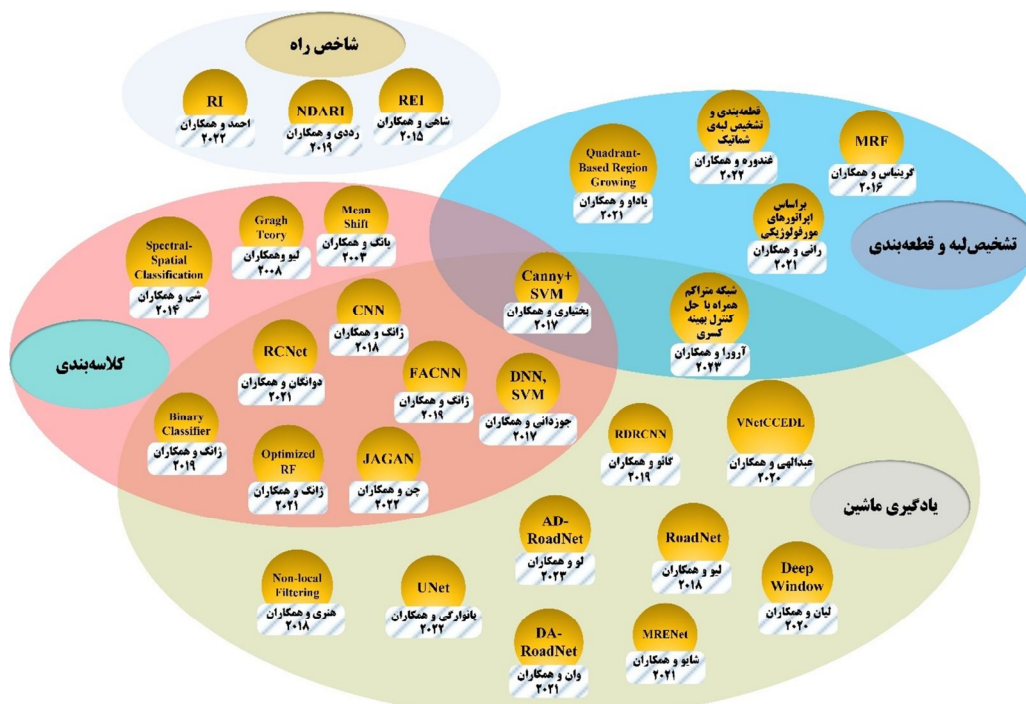 شاخص راه
REI
شاهی و همکاران
۲۰۱۵
NDARI
رددی و همکاران
۲۰۱۹
RI
احمد و همکاران
۲۰۲۲
تشخیص لبه و قطعه‌بندی
MRF
گرینیاس و همکاران
۲۰۱۶
قطعه‌بندی و
تشخیص لبه‌ی
شماتیک
غندوره و همکاران
۲۰۲۲
Quadrant-
Based Region
Growing
یاداو و همکاران
۲۰۲۱
براساس
اپراتورهای
مورفولوژیکی
رانی و همکاران
۲۰۲۱
Canny+
SVM
بختیاری و همکاران
۲۰۱۷
شبکه متراکم
همراه با حل
کنترل بهینه
کسری
آرورا و همکاران
۲۰۲۳
کلاسه‌بندی
Mean
Shift
یانگ و همکاران
۲۰۰۳
Gragh
Teory
لیو وهمکاران
۲۰۰۸
Spectral-
Spatial
Classification
شی و همکاران
۲۰۱۴
CNN
ژانگ و همکاران
۲۰۱۸
RCNet
دوانگان و همکاران
۲۰۲۱
FACNN
ژانگ و همکاران
۲۰۱۹
DNN,
SVM
جوزدانی و همکاران
۲۰۱۷
Binary
Classifier
ژانگ و همکاران
۲۰۱۹
Optimized
RF
ژانگ و همکاران
۲۰۲۱
JAGAN
چن و همکاران
۲۰۲۲
یادگیری ماشین
VNetCCEDL
عبدالهی و همکاران
۲۰۲۰
RDRCNN
گائو و همکاران
۲۰۱۹
AD-
RoadNet
لو و همکاران
۲۰۲۳
RoadNet
لیو و همکاران
۲۰۱۸
Deep
Window
لیان و همکاران
۲۰۲۰
Non-local
Filtering
هنری و همکاران
۲۰۱۸
UNet
یانوارگی و همکاران
۲۰۲۲
DA-
RoadNet
وان و همکاران
۲۰۲۱
MRENet
شایو و همکاران
۲۰۲۱